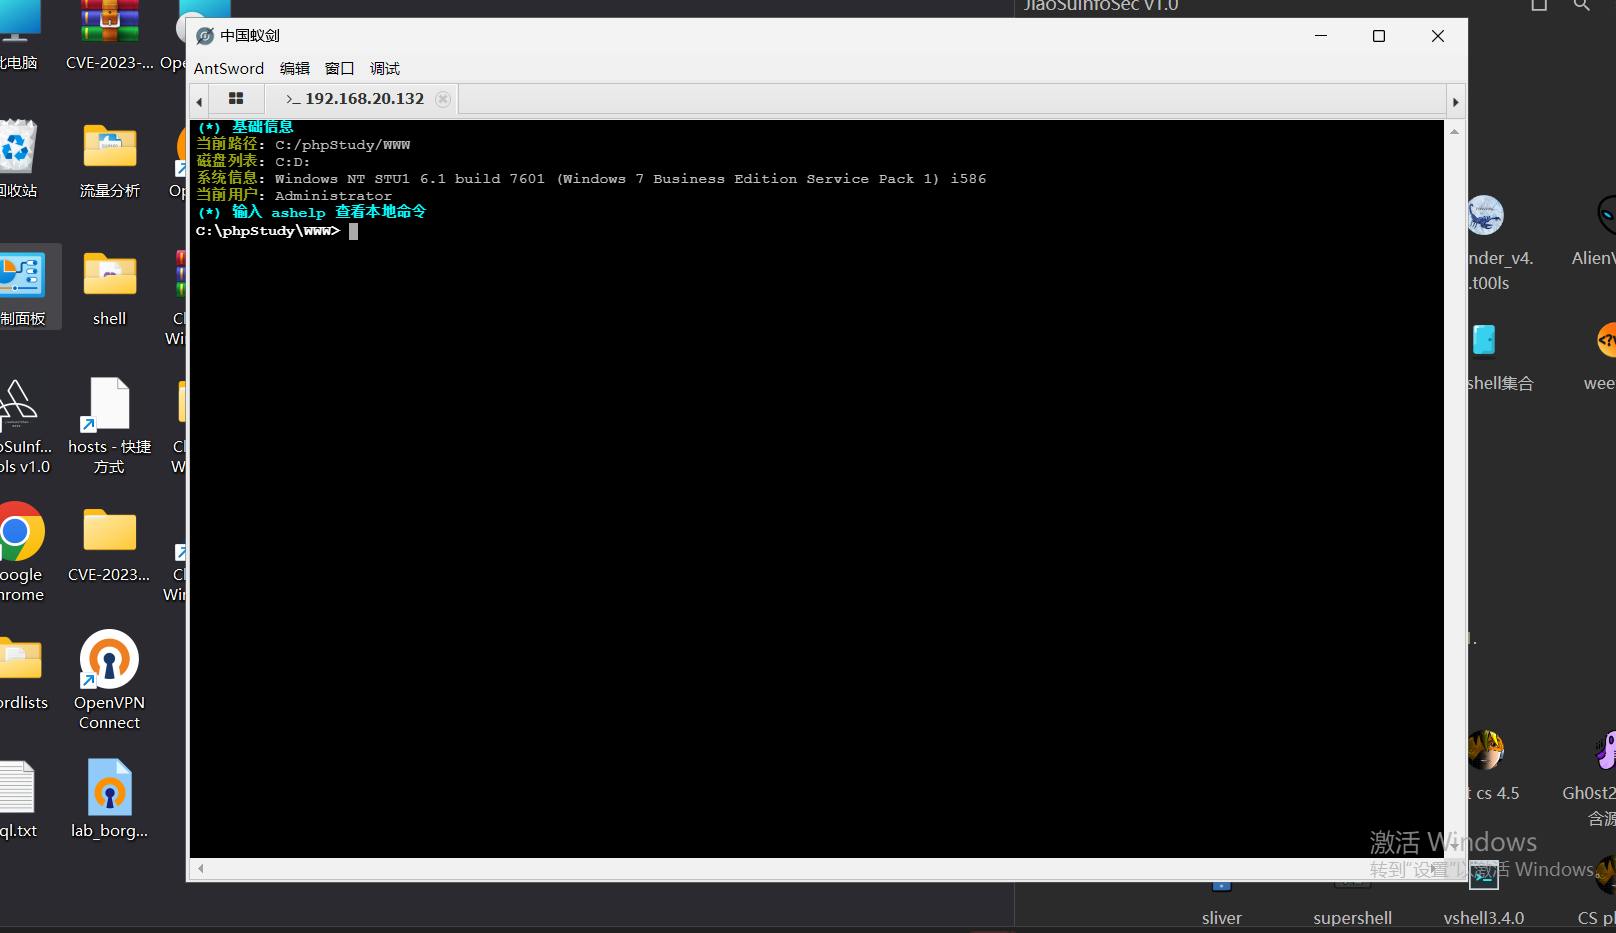 JiaoSuInfoSec v1.0
此电脑
CVE-2023-...
中国蚁剑
AntSword 编辑 窗口 调试
>_ 192.168.20.132
(*) 基础信息
当前路径: C:/phpStudy/WWW
磁盘列表: C:D:
系统信息: Windows NT STU1 6.1 build 7601 (Windows 7 Business Edition Service Pack 1) i586
当前用户: Administrator
(*) 输入 ashelp 查看本地命令
C:\phpStudy\WWW>
回收站
流量分析
制面板
shell
hosts - 快捷
方式
ols v1.0
oogle
hrome
CVE-2023...
ordlists
OpenVPN
Connect
ql.txt
lab_borg...
nder_v4.
.t00ls
AlienV
shell集合
wee
t cs 4.5
Gh0st2
含源
激活 Windows
转到"设置"以激活 Windows。
sliver
supershell
vshell3.4.0
CS pl